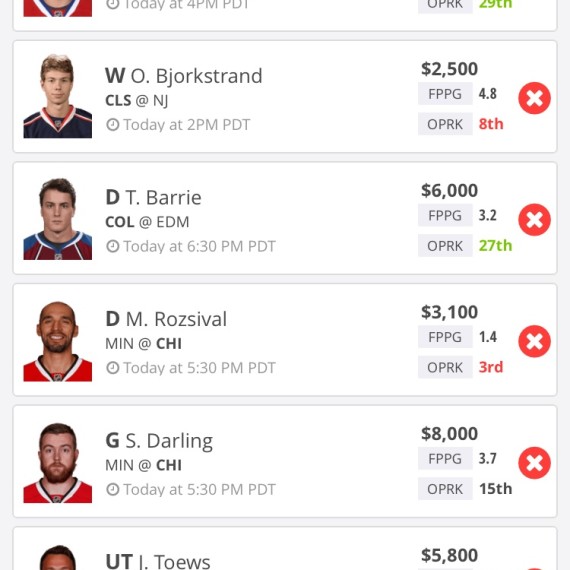 Today at 4PM PDT
OPRK 29th
W O. Bjorkstrand
CLS @ NJ
Today at 2PM PDT
$2,500
FPPG 4.8
OPRK 8th
D T. Barrie
COL @ EDM
Today at 6:30 PM PDT
$6,000
FPPG 3.2
OPRK 27th
D M. Rozsival
MIN @ CHI
Today at 5:30 PM PDT
$3,100
FPPG 1.4
OPRK 3rd
G S. Darling
MIN @ CHI
Today at 5:30 PM PDT
$8,000
FPPG 3.7
OPRK 15th
UT J. Toews
$5,800